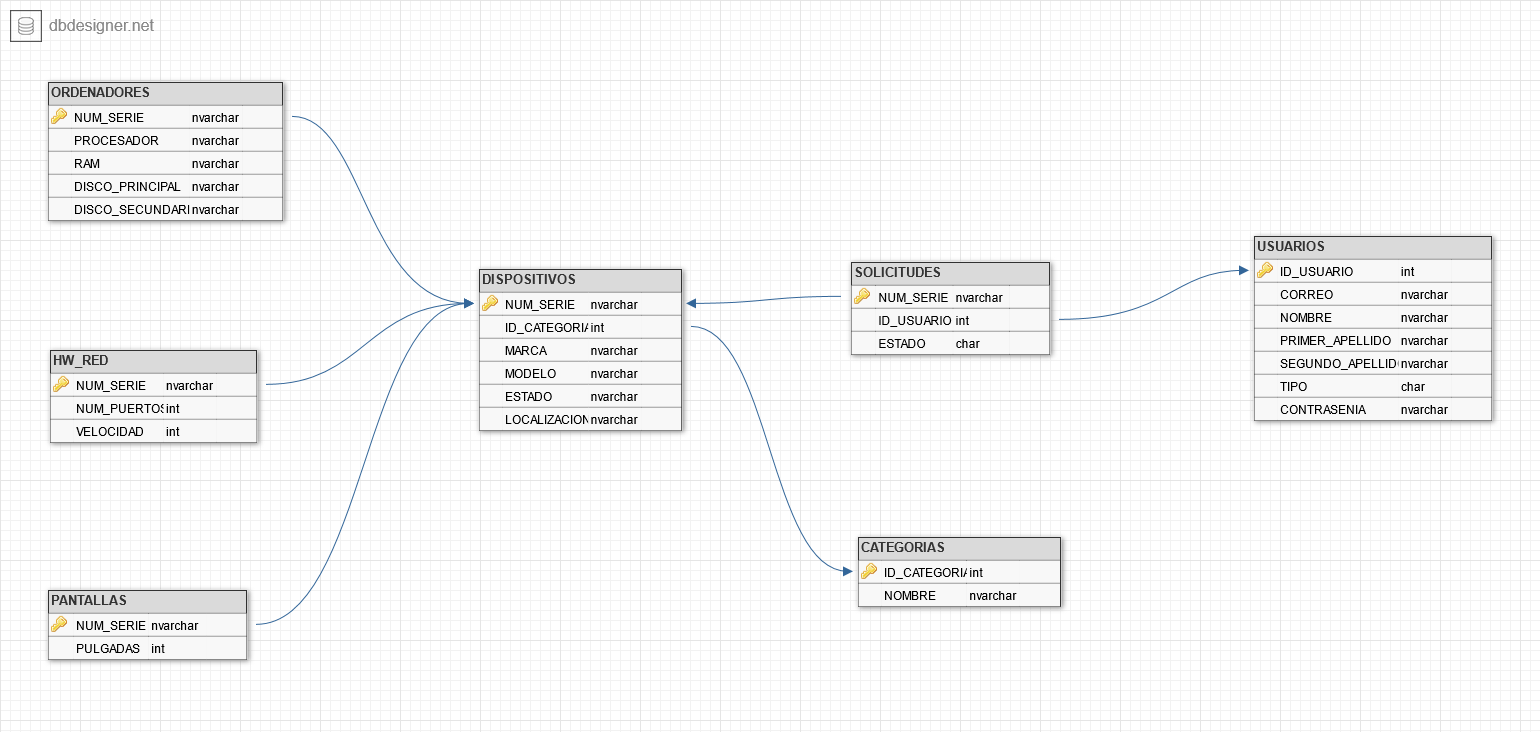 dbdesigner.net
ORDENADORES
NUM_SERIE nvarchar
PROCESADOR nvarchar
RAM nvarchar
DISCO_PRINCIPAL nvarchar
DISCO_SECUNDARI nvarchar
HW_RED
NUM_SERIE nvarchar
NUM_PUERTOS int
VELOCIDAD int
PANTALLAS
NUM_SERIE nvarchar
PULGADAS int
DISPOSITIVOS
NUM_SERIE nvarchar
ID_CATEGORIA int
MARCA nvarchar
MODELO nvarchar
ESTADO nvarchar
LOCALIZACION nvarchar
SOLICITUDES
NUM_SERIE nvarchar
ID_USUARIO int
ESTADO char
CATEGORIAS
ID_CATEGORIA int
NOMBRE nvarchar
USUARIOS
ID_USUARIO int
CORREO nvarchar
NOMBRE nvarchar
PRIMER_APELLIDO nvarchar
SEGUNDO_APELLID nvarchar
TIPO char
CONTRASENIA nvarchar